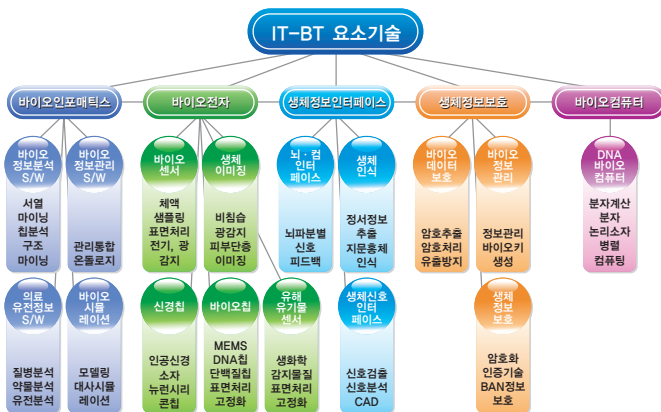 IT-BT 요소기술
바이오인포매틱스
바이오전자
생체정보인터페이스
생체정보보호
바이오컴퓨터
바이오
정보분석
S/W
서열
마이닝
칩분석
구조
마이닝
바이오
정보관리
S/W
관리통합
온돌로지
바이오
센서
체액
샘플링
표면처리
전기, 광
감지
생체
이미징
비침습
광감지
피부단층
이미징
뇌·컴
인터
페이스
뇌파분별
신호
피드백
생체
인식
정서정보
추출
지문홍체
인식
바이오
데이터
보호
암호추출
암호처리
유출방지
바이오
정보
관리
정보관리
바이오키
생성
DNA
바이오
컴퓨터
분자계산
분자
논리소자
병렬
컴퓨팅
의료
유전정보
S/W
질병분석
약물분석
유전분석
바이오
시뮬
레이션
모델링
대사시뮬
레이션
신경칩
인공신경
소자
뉴런시리
콘칩
바이오칩
MEMS
DNA칩
단백질칩
표면처리
고정화
유해
유기물
센서
생화학
감지물질
표면처리
고정화
생체신호
인터
페이스
신호검출
신호분석
CAD
생체
정보
보호
암호화
인증기술
BAN정보
보호